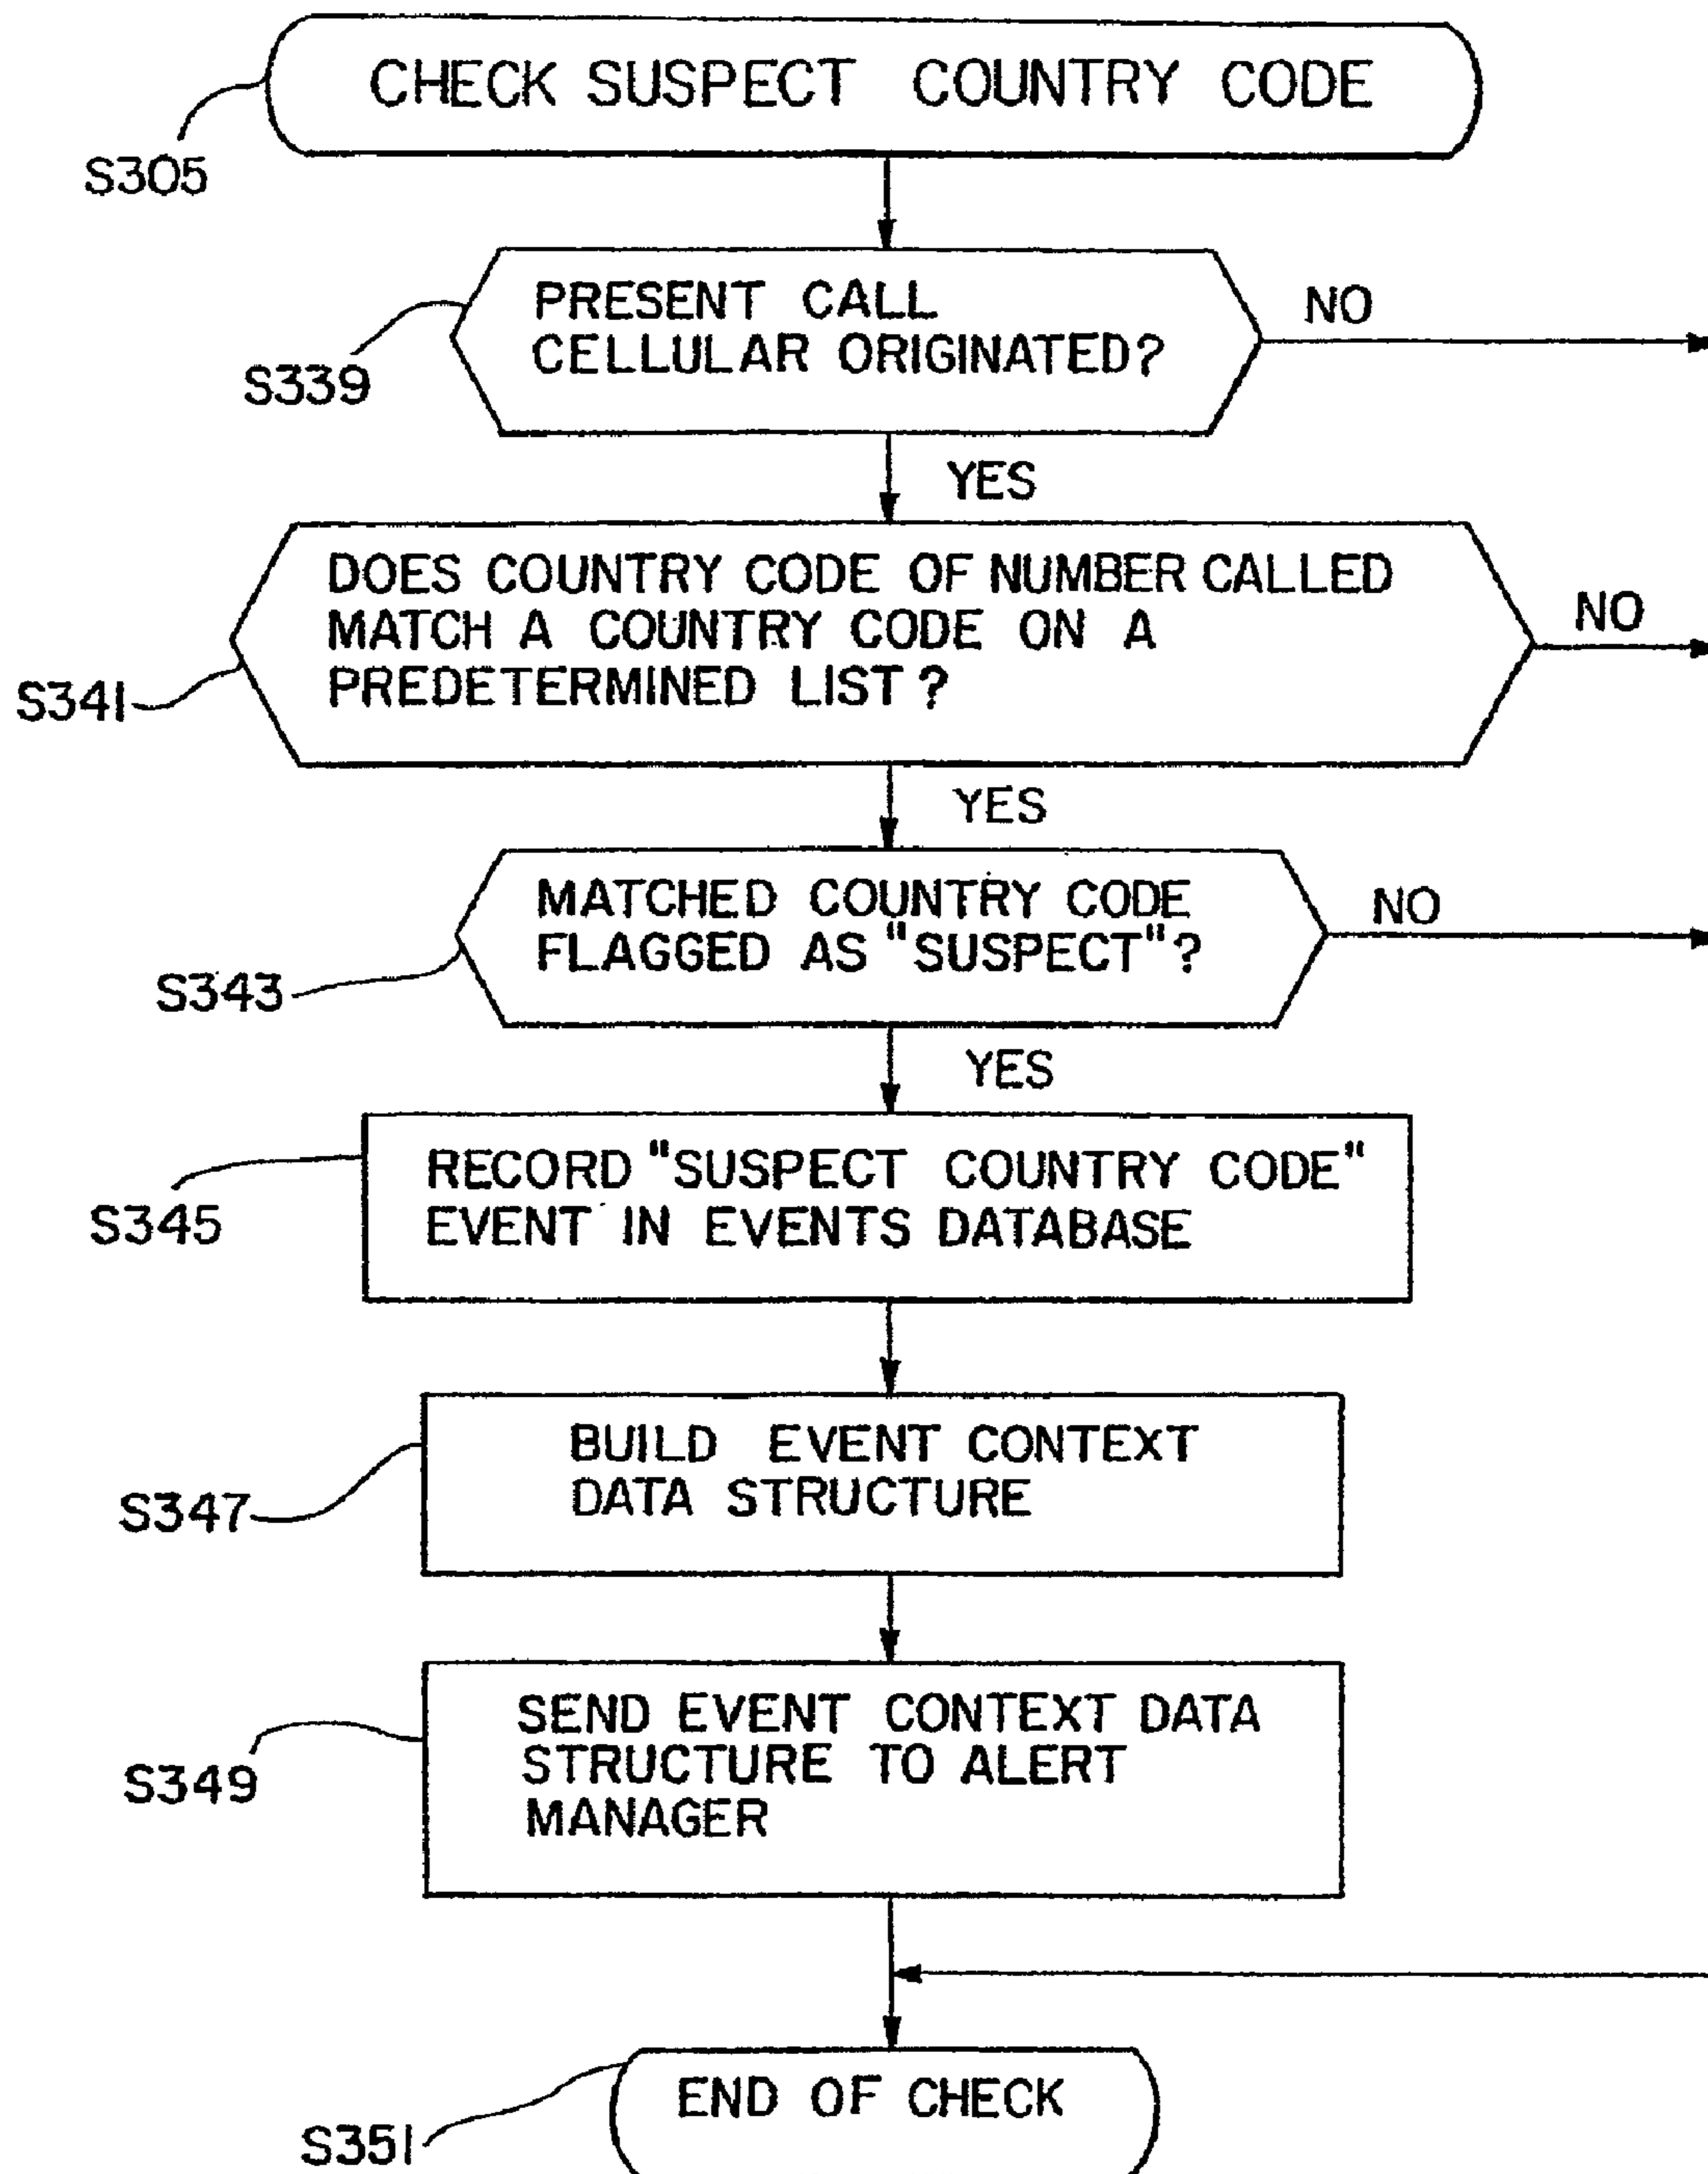 CHECK SUSPECT COUNTRY CODE
S305
PRESENT CALL
CELLULAR ORIGINATED?
NO
S339
YES
DOES COUNTRY CODE OF NUMBER CALLED
MATCH A COUNTRY CODE ON A
PREDETERMINED LIST?
NO
S341
YES
MATCHED COUNTRY CODE
FLAGGED AS "SUSPECT"?
NO
S343
YES
RECORD "SUSPECT COUNTRY CODE"
EVENT IN EVENTS DATABASE
S345
BUILD EVENT CONTEXT
DATA STRUCTURE
S347
SEND EVENT CONTEXT DATA
STRUCTURE TO ALERT
MANAGER
S349
END OF CHECK
S351